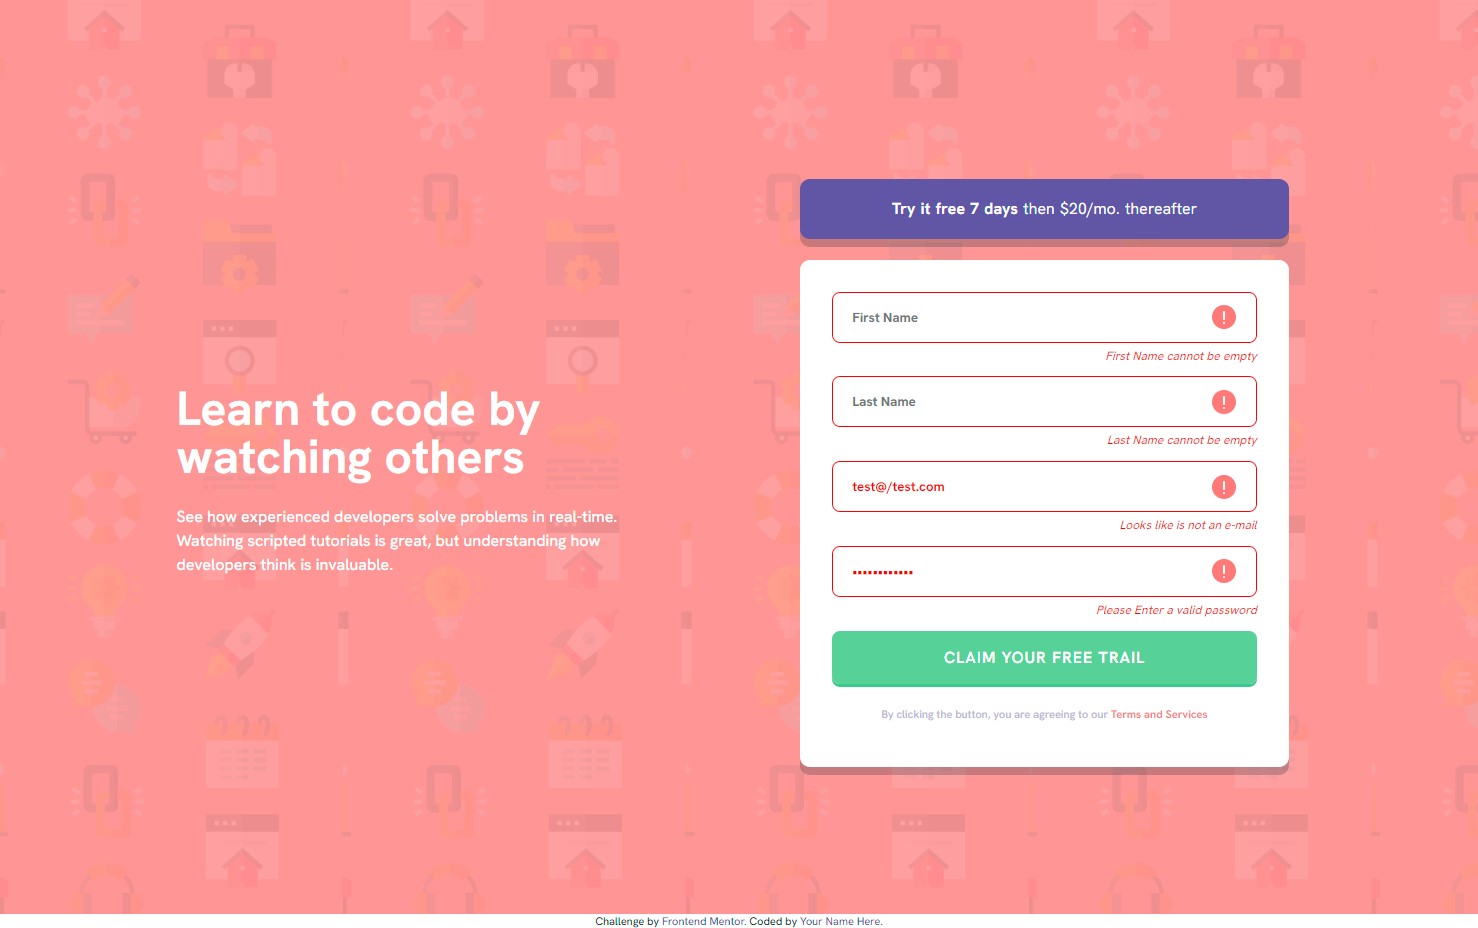 Try it free 7 days then $20/mo. thereafter
First Name
First Name cannot be empty
Last Name
Last Name cannot be empty
test@/test.com
Looks like is not an e-mail
Please Enter a valid password
CLAIM YOUR FREE TRAIL
By clicking the button, you are agreeing to our Terms and Services
Learn to code by
watching others
See how experienced developers solve problems in real-time.
Watching scripted tutorials is great, but understanding how
developers think is invaluable.
Challenge by Frontend Mentor. Coded by Your Name Here.